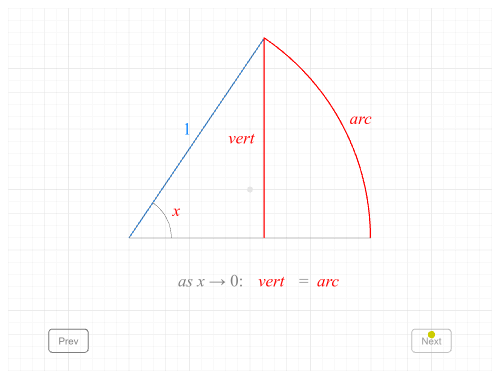 1
vert
arc
x
as x → 0: vert = arc
Prev
Next